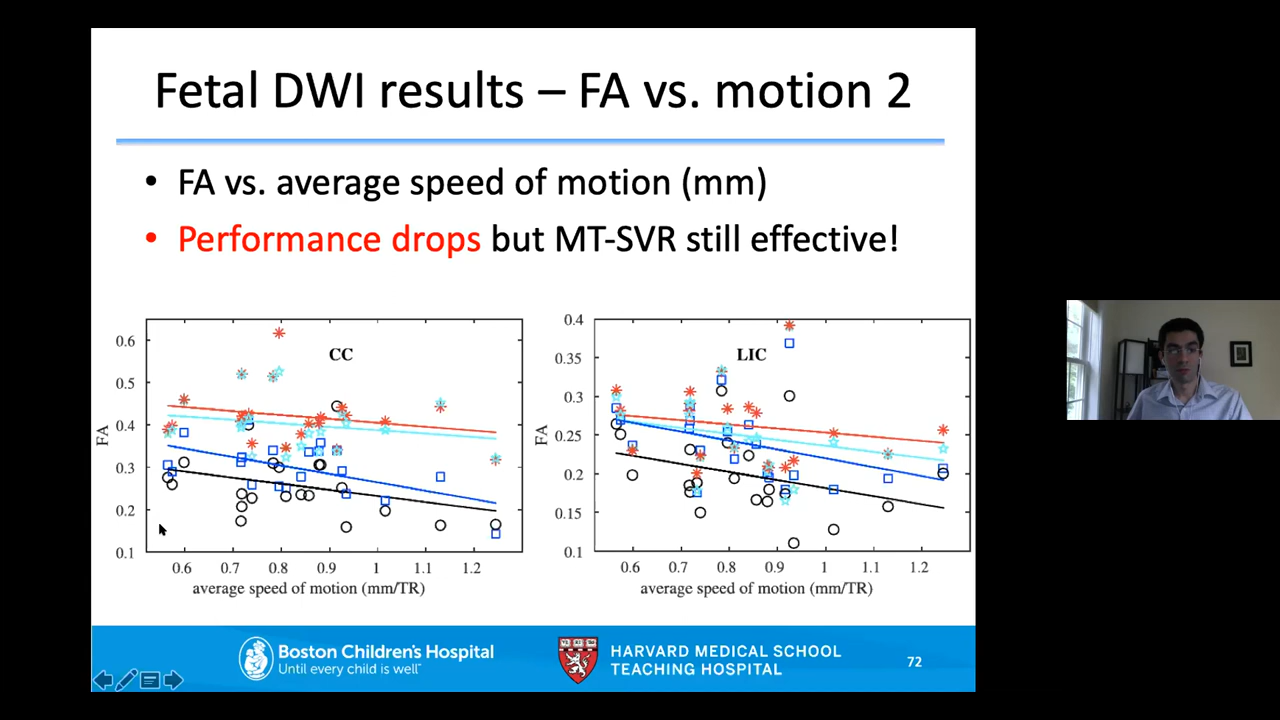 Fetal DWI results – FA vs. motion 2
• FA vs. average speed of motion (mm)
• Performance drops but MT-SVR still effective!
CC
FA
0.6
0.5
0.4
0.3
0.2
0.1
0.6 0.7 0.8 0.9 1 1.1 1.2
average speed of motion (mm/TR)
LIC
FA
0.4
0.35
0.3
0.25
0.2
0.15
0.1
0.6 0.7 0.8 0.9 1 1.1 1.2
average speed of motion (mm/TR)
Boston Children's Hospital
Until every child is well™
HARVARD MEDICAL SCHOOL
TEACHING HOSPITAL
72